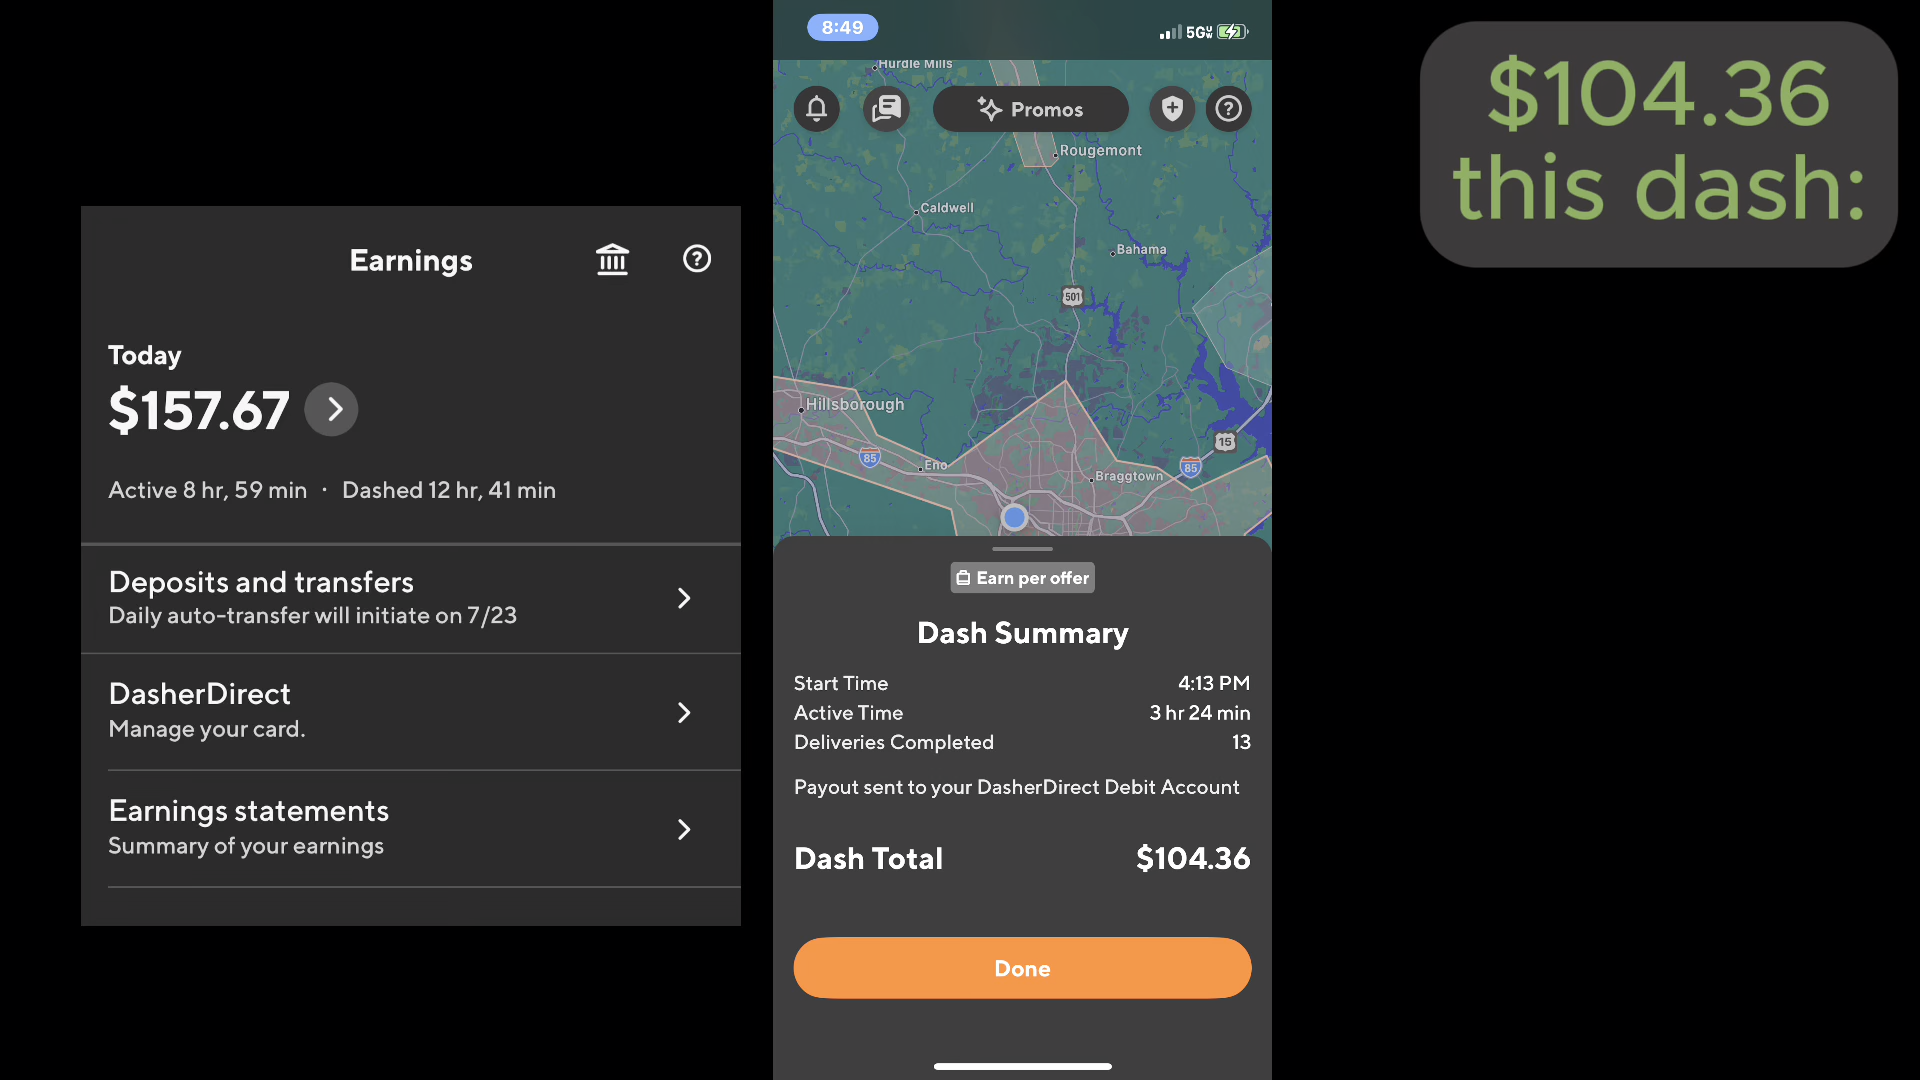 Earnings
Today
$157.67
Active 8 hr, 59 min · Dashed 12 hr, 41 min
Deposits and transfers
Daily auto-transfer will initiate on 7/23
DasherDirect
Manage your card.
Earnings statements
Summary of your earnings
8:49
5GUW
Hurdle Mills
Promos
Rougemont
Caldwell
Bahama
501
Hillsborough
15
85
Eno
85
Braggtown
Earn per offer
Dash Summary
Start Time 4:13 PM
Active Time 3 hr 24 min
Deliveries Completed 13
Payout sent to your DasherDirect Debit Account
Dash Total $104.36
Done
$104.36
this dash: